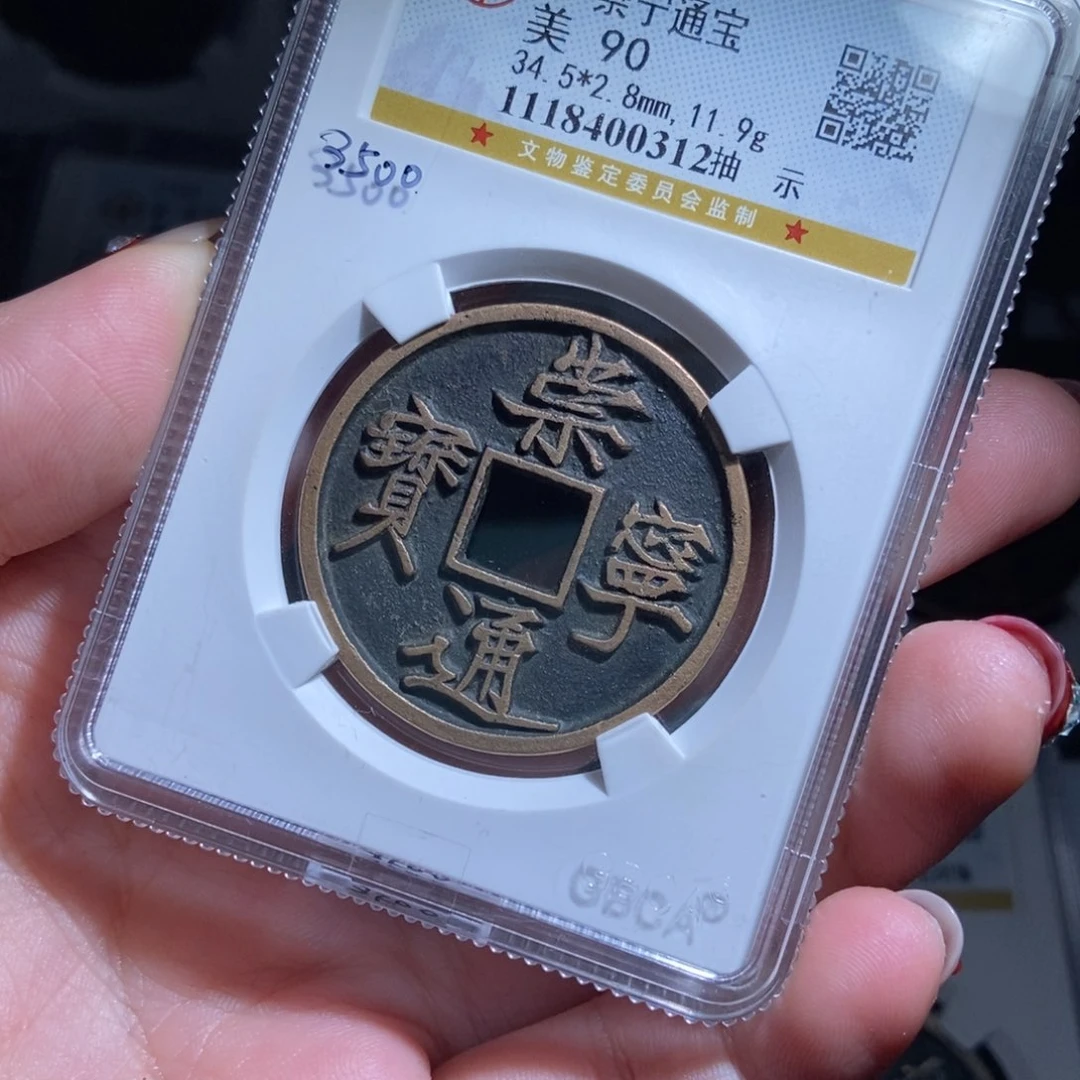 崇宁通宝
美 90
34.5*2.8mm,11.9g
1118400312抽 示
文物鉴定委员会监制
3500
崇寧通寶
GBCA